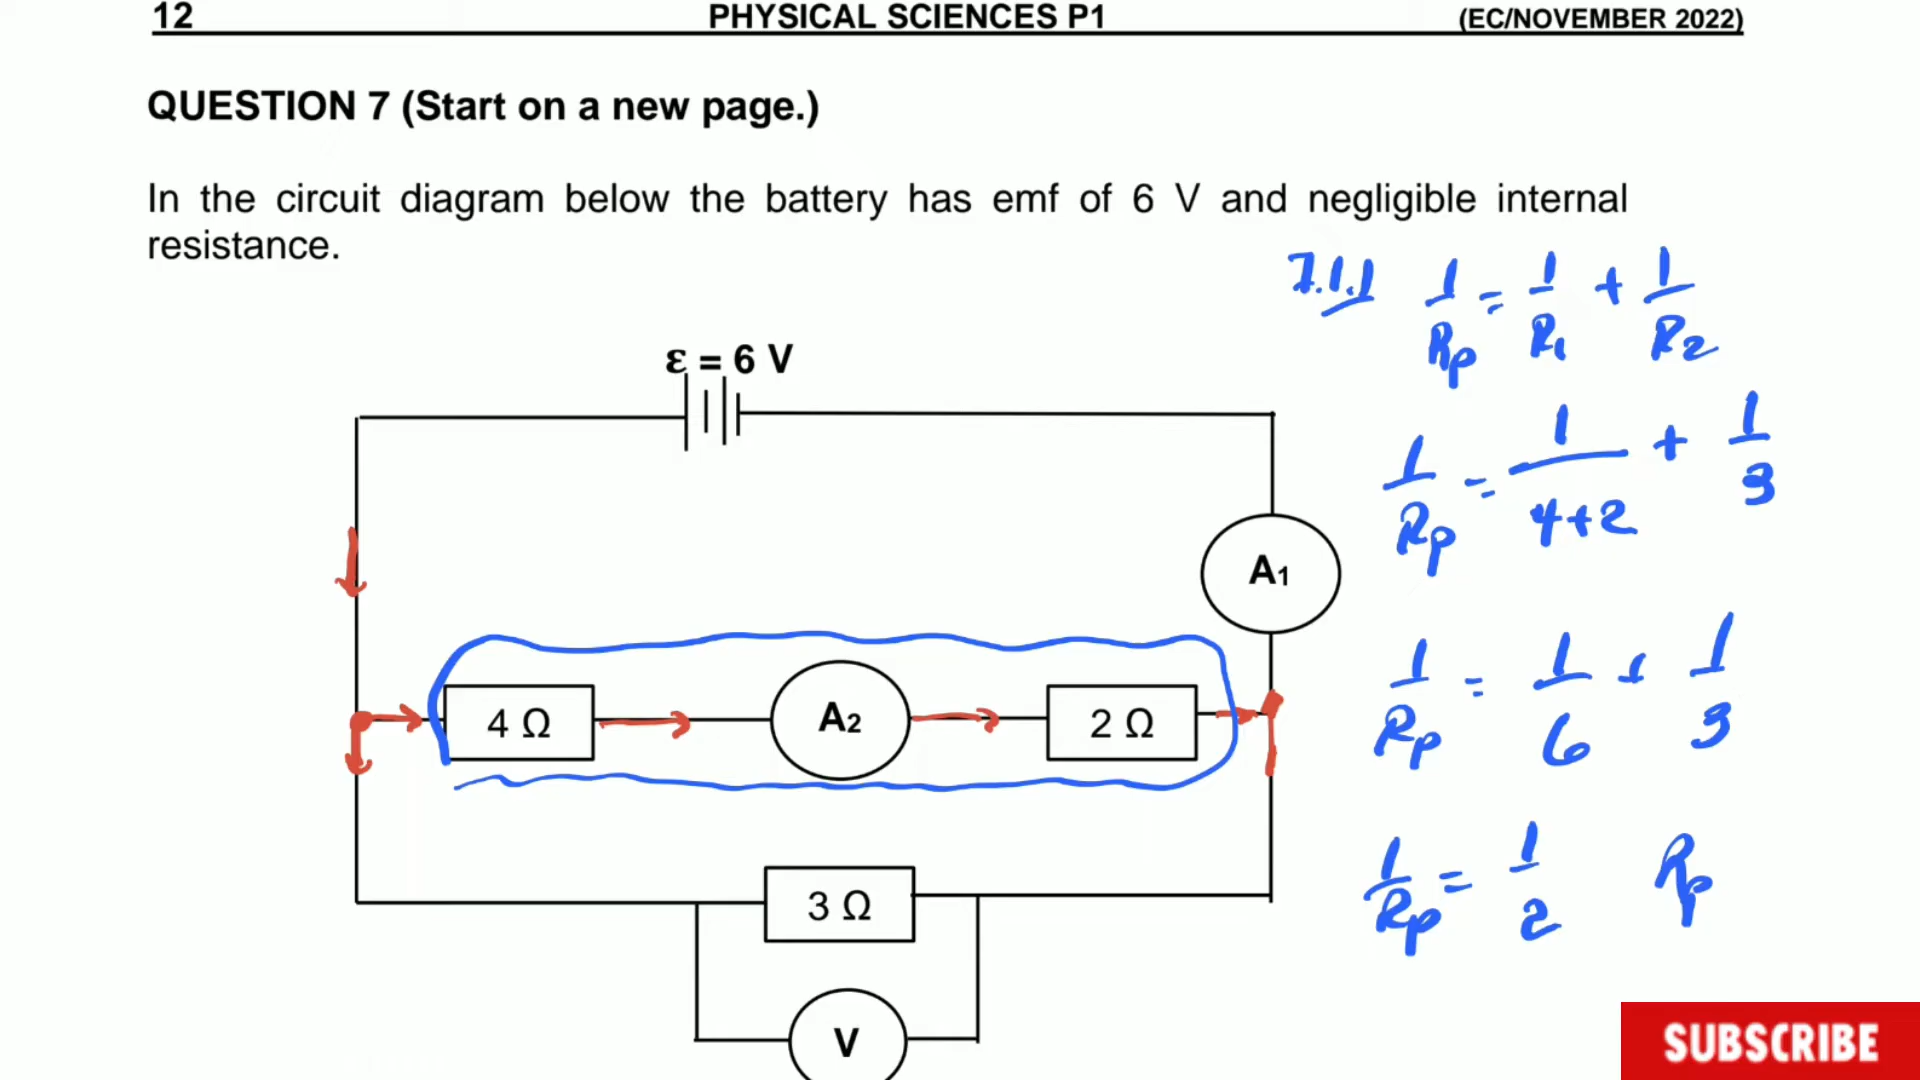 12 PHYSICAL SCIENCES P1 (EC/NOVEMBER 2022)
QUESTION 7 (Start on a new page.)
In the circuit diagram below the battery has emf of 6 V and negligible internal
resistance.
7.1.1 1/Rp = 1/R1 + 1/R2
ε = 6 V
1/Rp = 1/4+2 + 1/3
A1
4 Ω
A2
2 Ω
1/Rp = 1/6 + 1/3
3 Ω
1/Rp = 1/2 Rp
V
SUBSCRIBE